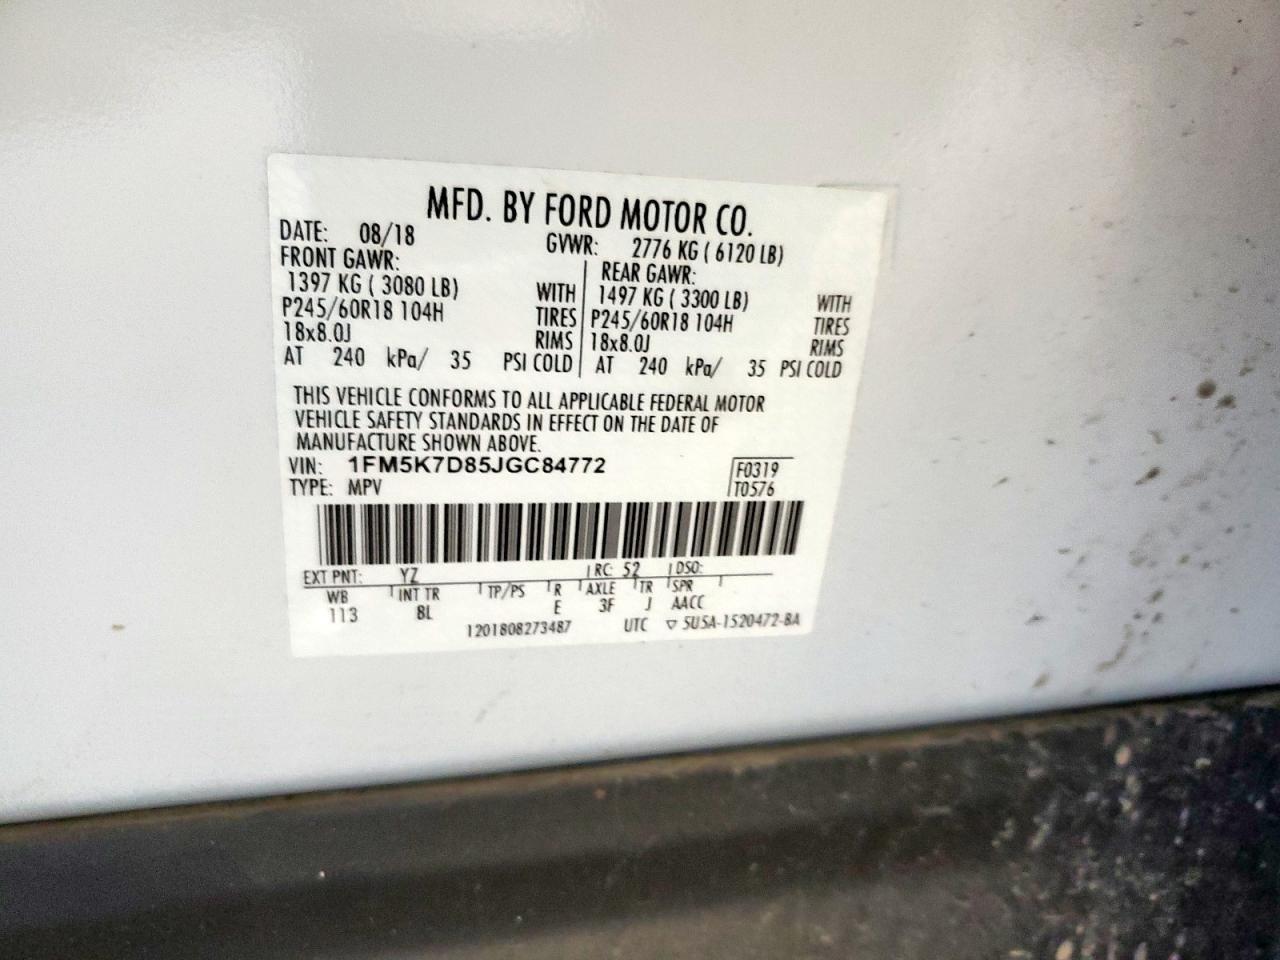 MFD. BY FORD MOTOR CO.
DATE: 08/18 GVWR: 2776 KG ( 6120 LB)
FRONT GAWR: REAR GAWR:
1397 KG ( 3080 LB) WITH 1497 KG ( 3300 LB) WITH
P245/60R18 104H TIRES P245/60R18 104H TIRES
18x8.0J RIMS 18x8.0J RIMS
AT 240 kPa/ 35 PSI COLD AT 240 kPa/ 35 PSI COLD
THIS VEHICLE CONFORMS TO ALL APPLICABLE FEDERAL MOTOR
VEHICLE SAFETY STANDARDS IN EFFECT ON THE DATE OF
MANUFACTURE SHOWN ABOVE.
VIN: 1FM5K7D85JGC84772 F0319
TYPE: MPV T0576
EXT PNT: YZ RC: 52 DSO:
WB INT TR TP/PS R AXLE TR SPR
113 8L E 3F J AACC
1201808273487 UTC ▽ 5U5A-1520472-BA